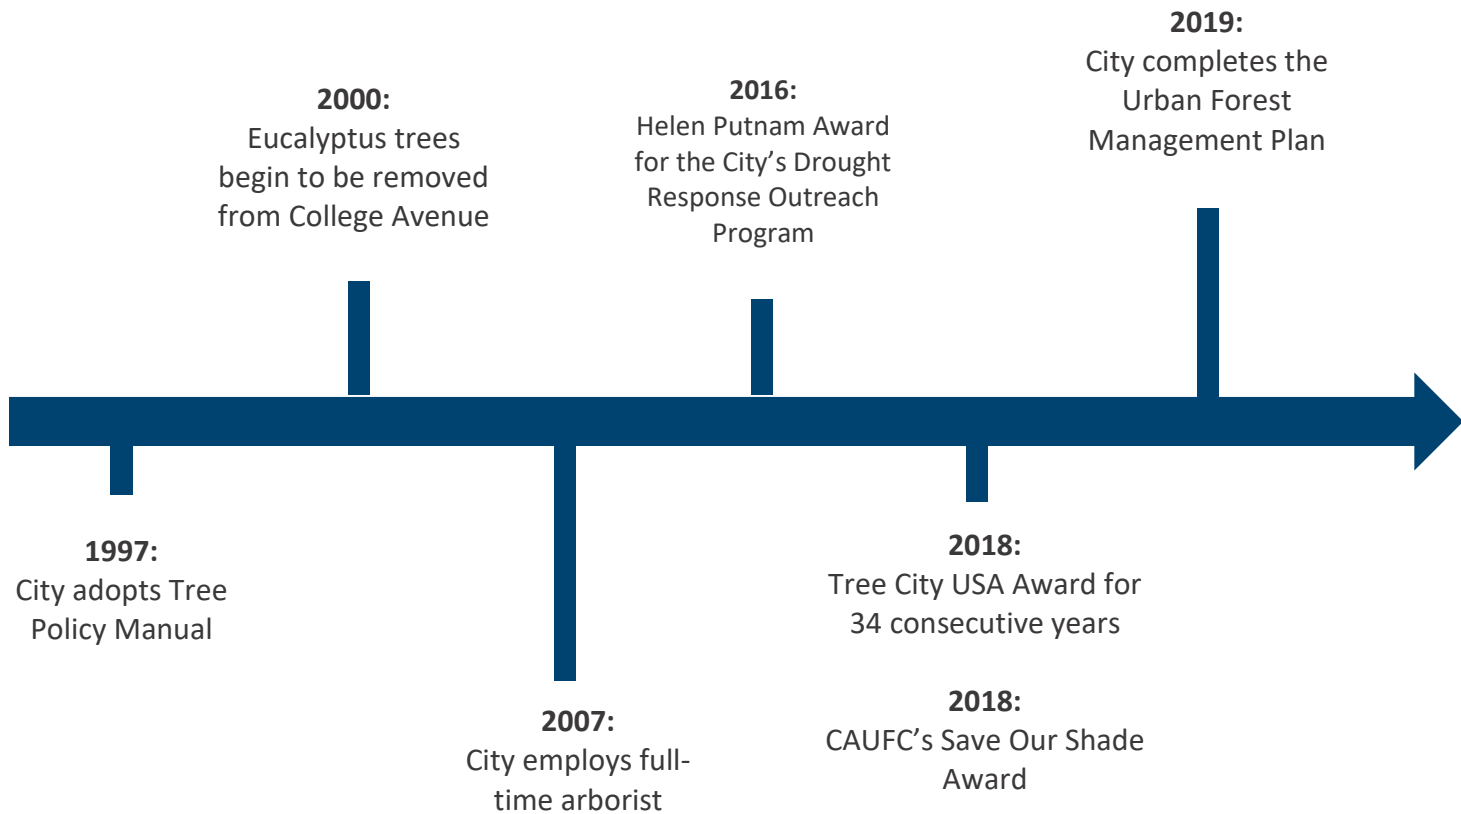 2019:
City completes the
Urban Forest
Management Plan
2000:
Eucalyptus trees
begin to be removed
from College Avenue
2016:
Helen Putnam Award
for the City’s Drought
Response Outreach
Program
1997:
City adopts Tree
Policy Manual
2007:
City employs full-
time arborist
2018:
Tree City USA Award for
34 consecutive years
2018:
CAUFC’s Save Our Shade
Award